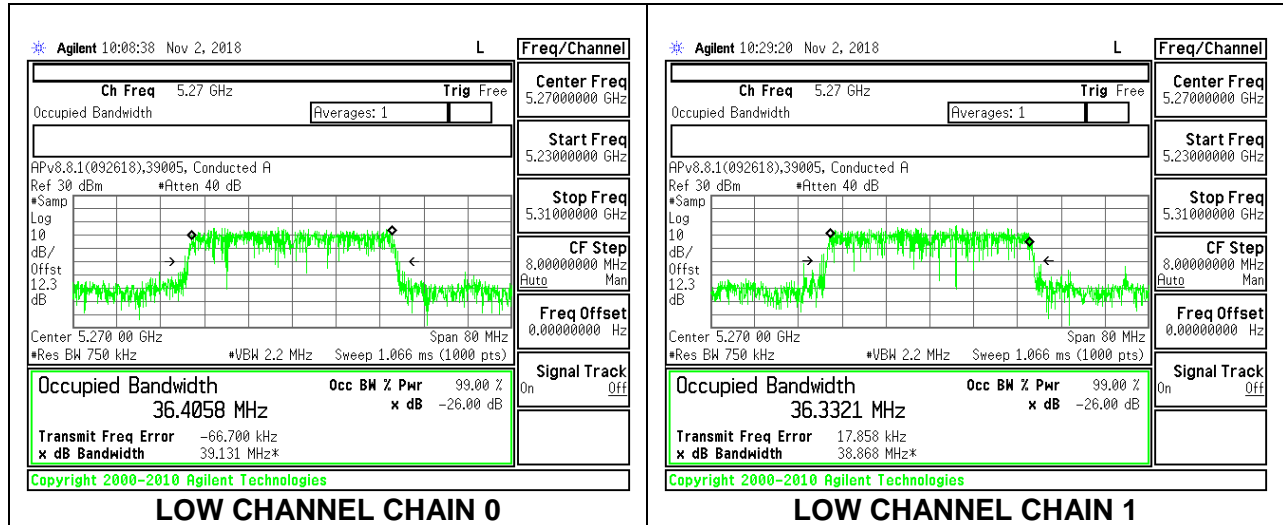 Agilent 10:08:38 Nov 2, 2018 L
Freq/Channel
Ch Freq 5.27 GHz Trig Free
Occupied Bandwidth Averages: 1
APv8.8.1(092618),39005, Conducted A
Ref 30 dBm #Atten 40 dB
#Samp
Log
10
dB/
Offst
12.3
dB
Center 5.270 00 GHz Span 80 MHz
#Res BW 750 kHz #VBW 2.2 MHz Sweep 1.066 ms (1000 pts)
Occupied Bandwidth Occ BW % Pwr 99.00 %
36.4058 MHz x dB -26.00 dB
Transmit Freq Error -66.700 kHz
x dB Bandwidth 39.131 MHz*
Copyright 2000-2010 Agilent Technologies
Center Freq
5.27000000 GHz
Start Freq
5.23000000 GHz
Stop Freq
5.31000000 GHz
CF Step
8.00000000 MHz
Auto Man
Freq Offset
0.00000000 Hz
Signal Track
On Off
LOW CHANNEL CHAIN 0
Agilent 10:29:20 Nov 2, 2018 L
Freq/Channel
Ch Freq 5.27 GHz Trig Free
Occupied Bandwidth Averages: 1
APv8.8.1(092618),39005, Conducted A
Ref 30 dBm #Atten 40 dB
#Samp
Log
10
dB/
Offst
12.3
dB
Center 5.270 00 GHz Span 80 MHz
#Res BW 750 kHz #VBW 2.2 MHz Sweep 1.066 ms (1000 pts)
Occupied Bandwidth Occ BW % Pwr 99.00 %
36.3321 MHz x dB -26.00 dB
Transmit Freq Error 17.858 kHz
x dB Bandwidth 38.868 MHz*
Copyright 2000-2010 Agilent Technologies
Center Freq
5.27000000 GHz
Start Freq
5.23000000 GHz
Stop Freq
5.31000000 GHz
CF Step
8.00000000 MHz
Auto Man
Freq Offset
0.00000000 Hz
Signal Track
On Off
LOW CHANNEL CHAIN 1